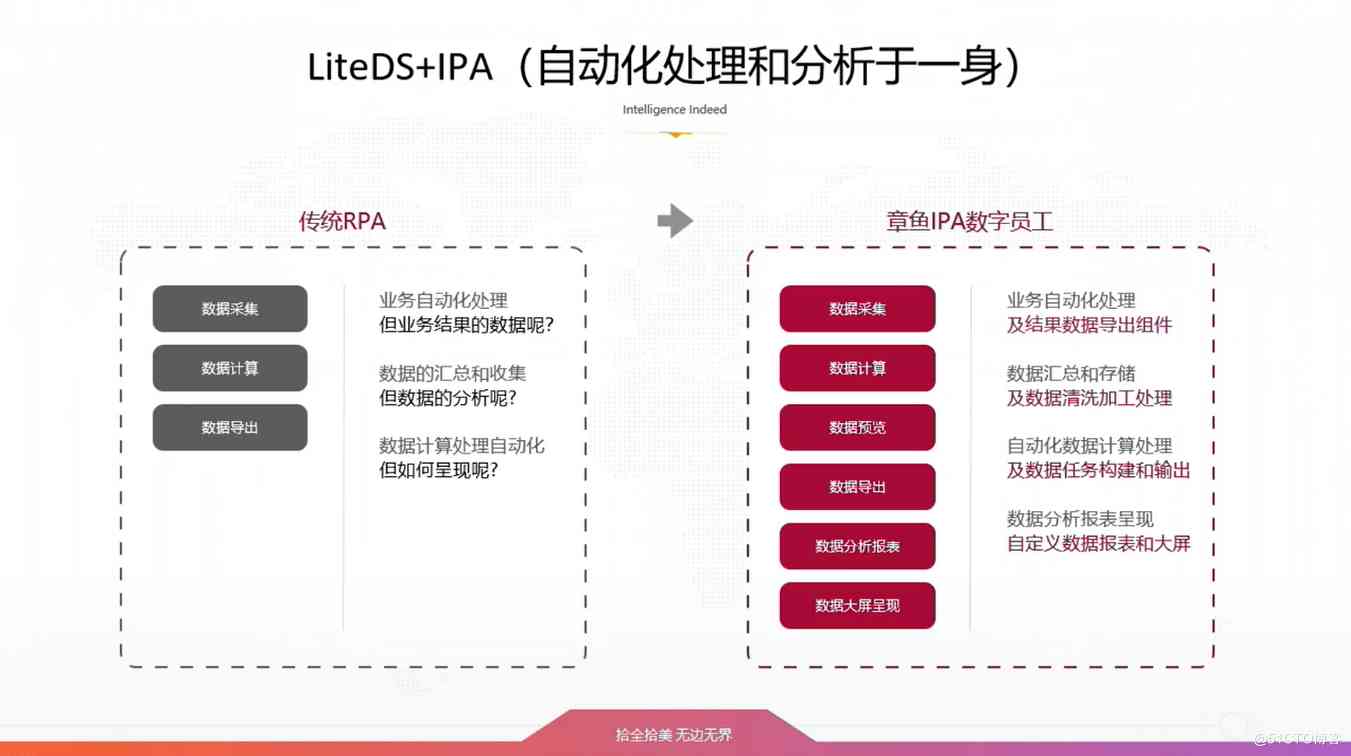 LiteDS+IPA（自动化处理和分析于一身）
Intelligence Indeed
传统RPA
数据采集
数据计算
数据导出
业务自动化处理
但业务结果的数据呢？
数据的汇总和收集
但数据的分析呢？
数据计算处理自动化
但如何呈现呢？
章鱼IPA数字员工
数据采集
数据计算
数据预览
数据导出
数据分析报表
数据大屏呈现
业务自动化处理
及结果数据导出组件
数据汇总和存储
及数据清洗加工处理
自动化数据计算处理
及数据任务构建和输出
数据分析报表呈现
自定义数据报表和大屏
拾全拾美 无边无界
@51CTO博客